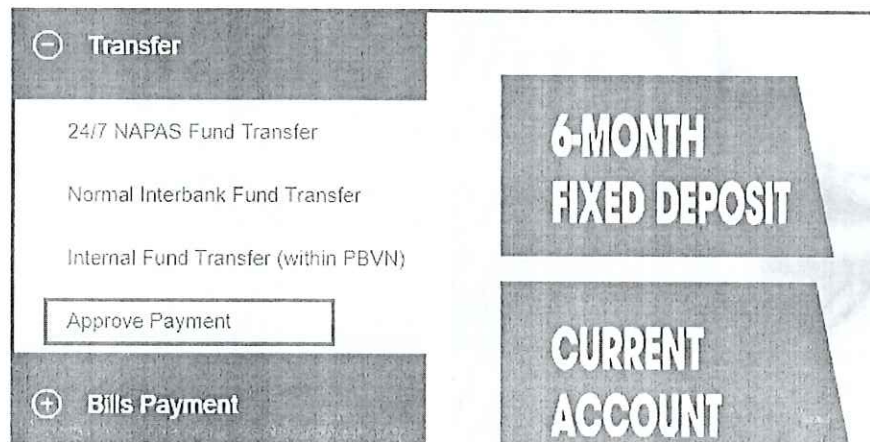 Transfer
24/7 NAPAS Fund Transfer
Normal Interbank Fund Transfer
Internal Fund Transfer (within PBVN)
Approve Payment
Bills Payment
6-MONTH
FIXED DEPOSIT
CURRENT
ACCOUNT